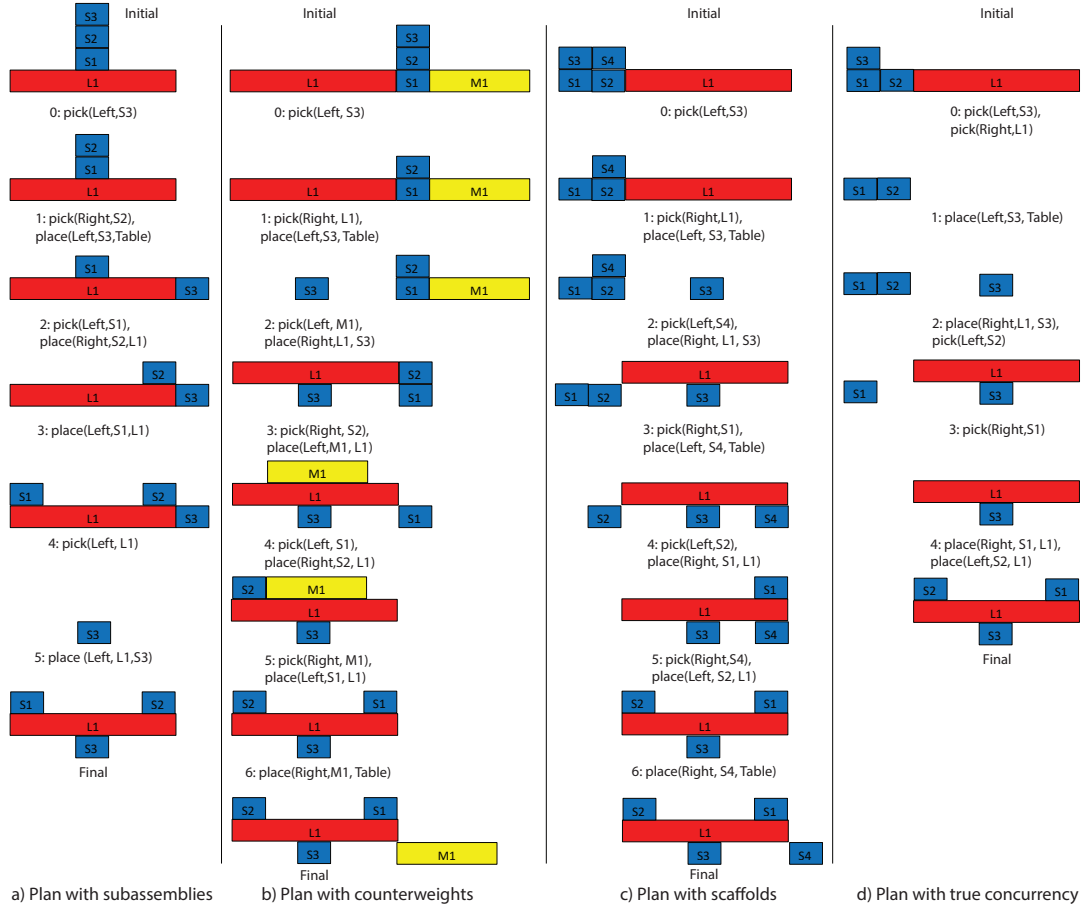 Initial
S3
S2
S1
L1
0: pick(Left,S3)
S2
S1
L1
1: pick(Right,S2),
place(Left,S3,Table)
S1
L1
S3
2: pick(Left,S1),
place(Right,S2,L1)
S2
L1
S3
3: place(Left,S1,L1)
S1
S2
L1
S3
4: pick(Left, L1)
S3
5: place (Left, L1,S3)
S1
S2
L1
S3
Final
a) Plan with subassemblies
Initial
S3
S2
L1
S1
M1
0: pick(Left, S3)
S2
L1
S1
M1
1: pick(Right, L1),
place(Left,S3, Table)
S2
S3
S1
M1
2: pick(Left, M1),
place(Right,L1, S3)
L1
S2
S3
S1
3: pick(Right, S2),
place(Left,M1, L1)
M1
L1
S3
S1
4: pick(Left, S1),
place(Right,S2, L1)
S2
M1
L1
S3
5: pick(Right, M1),
place(Left,S1, L1)
S2
S1
L1
S3
6: place(Right,M1, Table)
S2
S1
L1
S3
M1
Final
b) Plan with counterweights
Initial
S3
S4
S1
S2
L1
0: pick(Left,S3)
S4
S1
S2
L1
1: pick(Right,L1),
place(Left, S3, Table)
S4
S1
S2
S3
2: pick(Left,S4),
place(Right, L1, S3)
L1
S1
S2
S3
3: pick(Right,S1),
place(Left, S4, Table)
L1
S2
S3
S4
4: pick(Left,S2),
place(Right, S1, L1)
S1
L1
S3
S4
5: pick(Right,S4),
place(Left, S2, L1)
S2
S1
L1
S3
6: place(Right, S4, Table)
S2
S1
L1
S3
S4
Final
c) Plan with scaffolds
Initial
S3
S1
S2
L1
0: pick(Left,S3),
pick(Right,L1)
S1
S2
1: place(Left,S3, Table)
S1
S2
S3
2: place(Right,L1, S3),
pick(Left,S2)
L1
S1
S3
3: pick(Right,S1)
L1
S3
4: place(Right, S1, L1),
place(Left,S2, L1)
S2
S1
L1
S3
Final
d) Plan with true concurrency